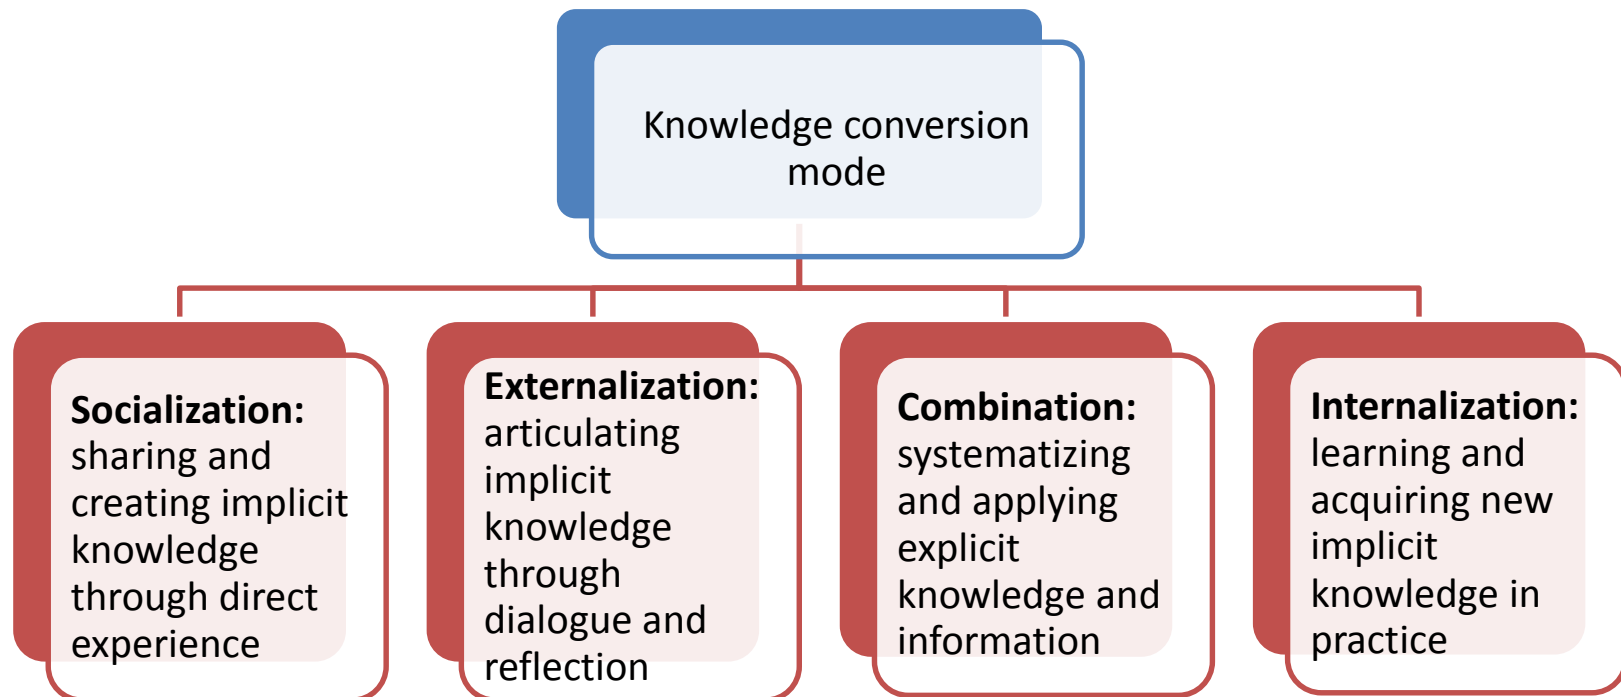 Knowledge conversion
mode
Socialization:
sharing and
creating implicit
knowledge
through direct
experience
Externalization:
articulating
implicit
knowledge
through
dialogue and
reflection
Combination:
systematizing
and applying
explicit
knowledge and
information
Internalization:
learning and
acquiring new
implicit
knowledge in
practice